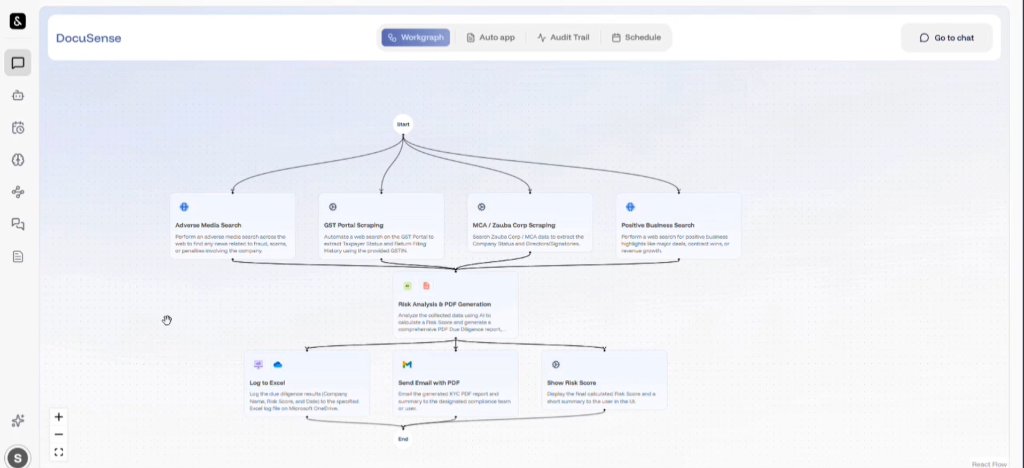 &
DocuSense
Workgraph
Auto app
Audit Trail
Schedule
Go to chat
Start
Adverse Media Search
Perform an adverse media search across the
web to find any news related to fraud, scams,
or penalties involving the company.
GST Portal Scraping
Automate a web search on the GST Portal to
extract Taxpayer Status and Return Filing
History using the provided GSTIN.
MCA / Zauba Corp Scraping
Search Zauba Corp / MCA data to extract the
Company Status and Directors/Signatories.
Positive Business Search
Perform a web search for positive business
highlights like major deals, contract wins, or
revenue growth.
Risk Analysis & PDF Generation
Analyze the collected data using AI to
calculate a Risk Score and generate a
comprehensive PDF Due Diligence report,...
Log to Excel
Log the due diligence results (Company
Name, Risk Score, and Date) to the specified
Excel log file on Microsoft OneDrive.
Send Email with PDF
Email the generated KYC PDF report and
summary to the designated compliance team
or user.
Show Risk Score
Display the final calculated Risk Score and a
short summary to the user in the UI.
End
S
React Flow